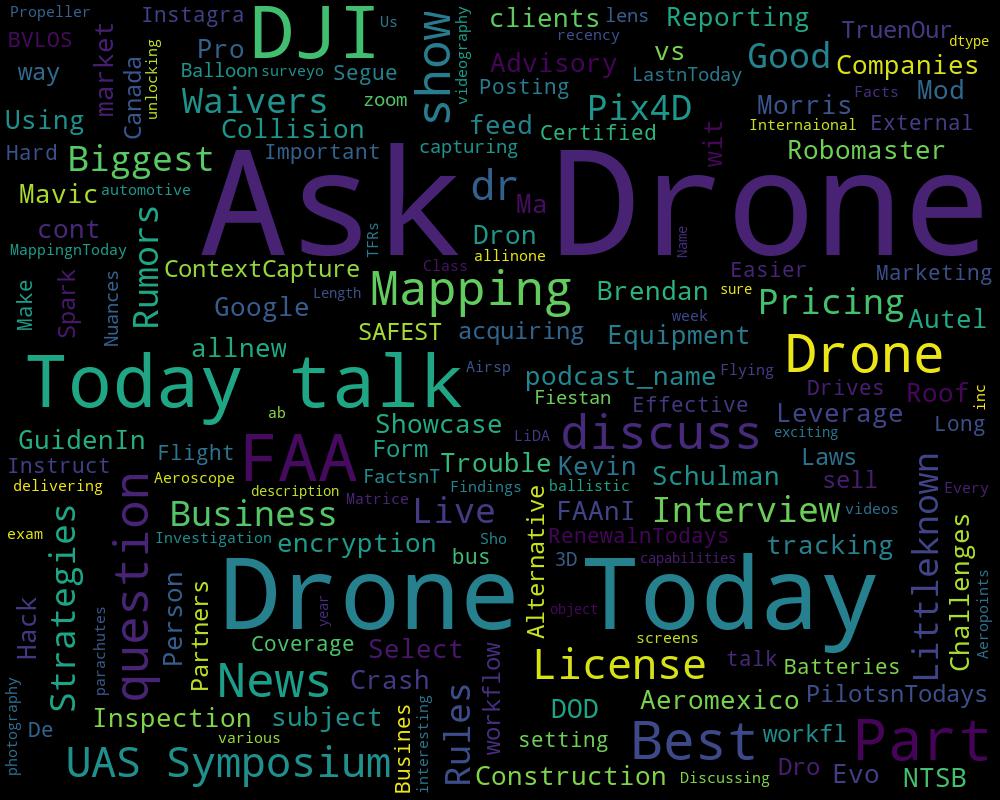 Propeller
Instagra
DJI
Us
show
videography
clients
lens
recency
Reporting
TruenOur
dtype
BVLOS
market
Canada
unlocking
Pro
vs
Good
Companies
way
Balloon
surveyo
Segue
Advisory
LastnToday
Posting
Waivers
zoom
Pix4D
Morris
Facts
Mod
Using
Collision
feed
Certified
wit
Internaional
External
Hard
Biggest
Important
capturing
Robomaster
Mavic
automotive
Ask Drone
dr
Ma
cont
Rumors
TFRs
Dron
Name
MappingnToday
allinone
Make
Spark
Nuances
ContextCapture
Class
Easier
Marketing
Google
Length
Mapping
Brendan
sure
Pricing
Autel
SAFEST
acquiring
week
Equipment
allnew
Drone
Today talk
Airsp
podcast_name
Flying
Drives
Roof
inc
ab
Fiestan
Effective
Leverage
Long
GuidenIn
Showcase
LiDA
discuss
exciting
Flight
FAA
Form
Trouble
Kevin
Schulman
Laws
Instruct
Aeroscope
FactsnT
sell
Every
delivering
question
description
Matrice
Findings
ballistic
Littleknown
Strategies
Business
Live
Alternative
FAAnI
Interview
videos
Challenges
exam
Investigation
encryption
Sho
RenewalnTodays
tracking
bus
3D
capabilities
Hack
parachutes
Person
Partners
Drone Today
year
object
Aeropoints
Coverage
Select
workflow
screens
License
talk
Batteries
News
Crash
photography
De
Inspection
subject
Busines
interesting
Rules
DOD
Aeromexico
PilotsnTodays
various
setting
Best
workfl
Part
UAS Symposium
Construction
Discussing
Dro
Evo
NTSB